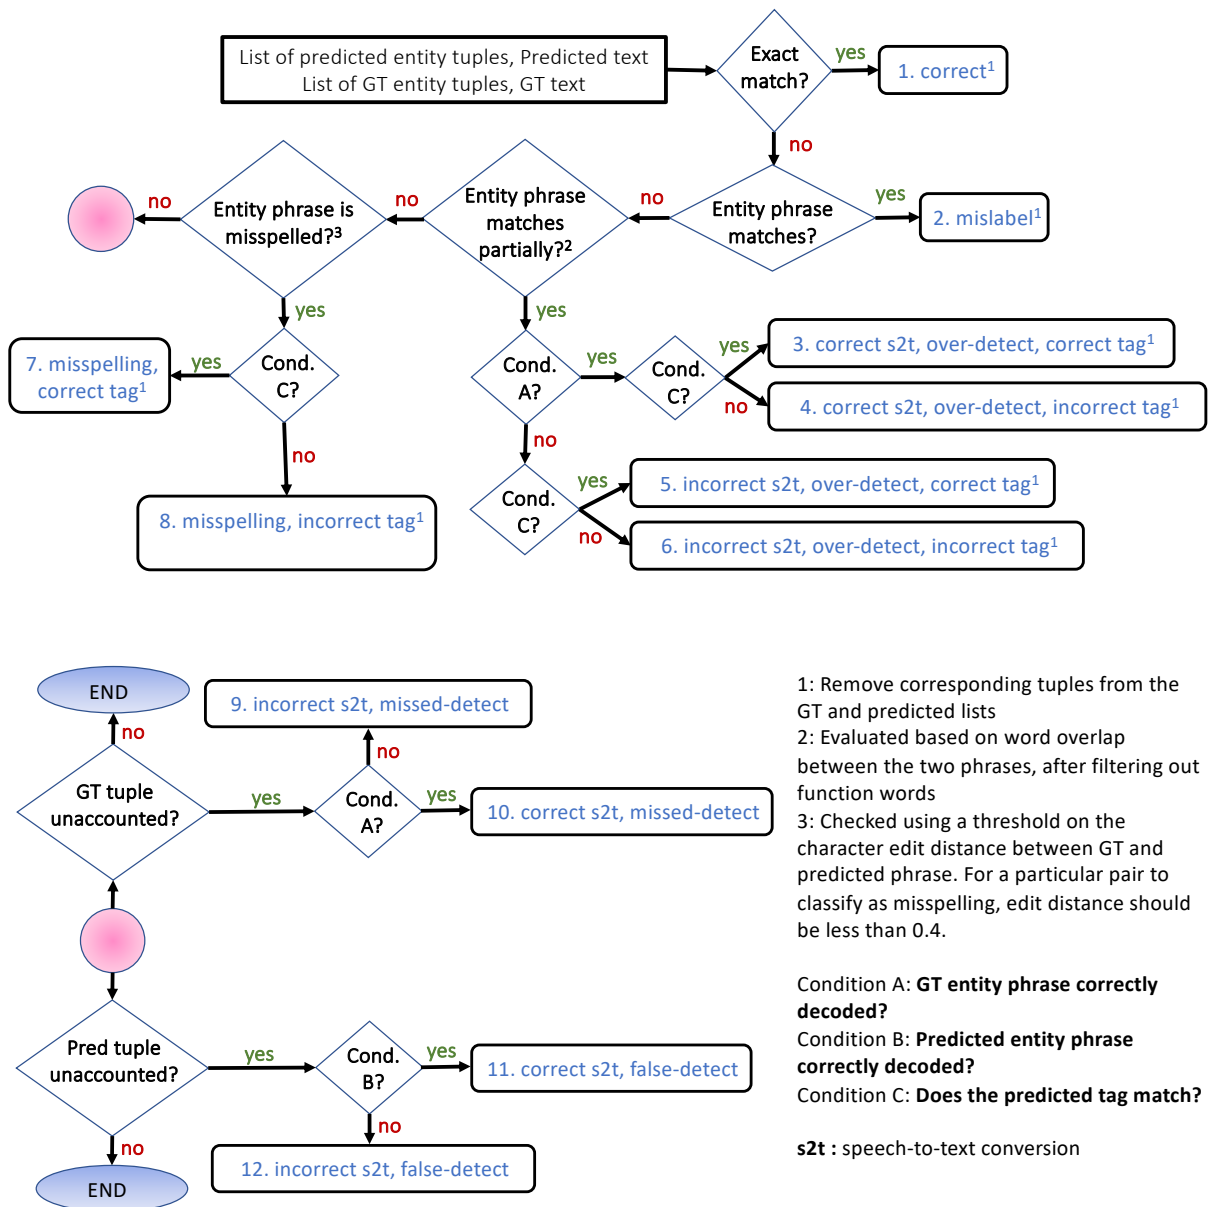 List of predicted entity tuples, Predicted text
List of GT entity tuples, GT text
Exact
match?
yes
1. correct¹
no
Entity phrase
matches?
yes
2. mislabel¹
no
Entity phrase
matches
partially?²
no
Entity phrase is
misspelled?³
no
yes
Cond.
C?
yes
7. misspelling,
correct tag¹
no
8. misspelling, incorrect tag¹
yes
Cond.
A?
yes
Cond.
C?
yes
3. correct s2t, over-detect, correct tag¹
no
4. correct s2t, over-detect, incorrect tag¹
no
Cond.
C?
yes
5. incorrect s2t, over-detect, correct tag¹
no
6. incorrect s2t, over-detect, incorrect tag¹
END
no
GT tuple
unaccounted?
yes
Cond.
A?
no
9. incorrect s2t, missed-detect
yes
10. correct s2t, missed-detect
Pred tuple
unaccounted?
yes
Cond.
B?
yes
11. correct s2t, false-detect
no
12. incorrect s2t, false-detect
no
END
1: Remove corresponding tuples from the
GT and predicted lists
2: Evaluated based on word overlap
between the two phrases, after filtering out
function words
3: Checked using a threshold on the
character edit distance between GT and
predicted phrase. For a particular pair to
classify as misspelling, edit distance should
be less than 0.4.
Condition A: GT entity phrase correctly
decoded?
Condition B: Predicted entity phrase
correctly decoded?
Condition C: Does the predicted tag match?
s2t : speech-to-text conversion